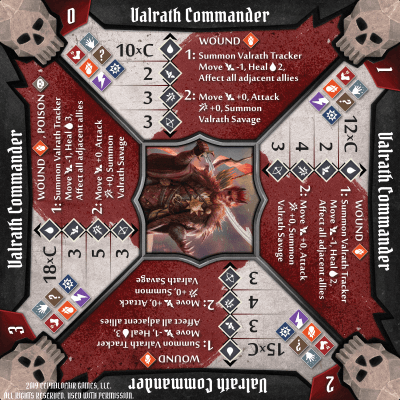 0
Valrath Commander
10×C
2
3
3
WOUND
1: Summon Valrath Tracker
Move -1, Heal 2,
Affect all adjacent allies
2: Move +0, Attack
+0, Summon
Valrath Savage
1
Valrath Commander
12×C
2
4
3
WOUND
1: Summon Valrath Tracker
Move -1, Heal 2,
Affect all adjacent allies
2: Move +0, Attack
+0, Summon
Valrath Savage
2
Valrath Commander
15×C
3
4
3
WOUND
1: Summon Valrath Tracker
Move -1, Heal 3,
Affect all adjacent allies
2: Move +0, Attack
+0, Summon
Valrath Savage
3
Valrath Commander
18×C
3
5
3
WOUND POISON
1: Summon Valrath Tracker
Move -1, Heal 3,
Affect all adjacent allies
2: Move +0, Attack
+0, Summon
Valrath Savage
2019 CEPHALOFAIR GAMES, LLC.
ALL RIGHTS RESERVED. USED WITH PERMISSION.